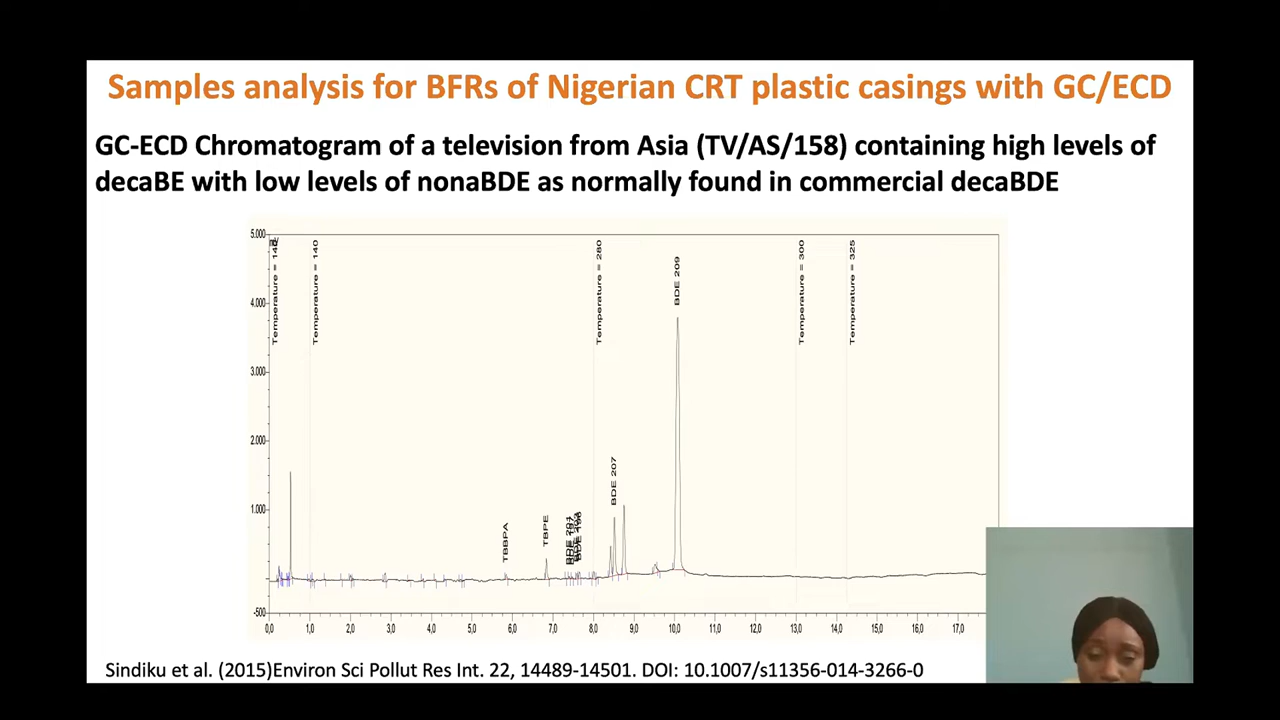 Samples analysis for BFRs of Nigerian CRT plastic casings with GC/ECD
GC-ECD Chromatogram of a television from Asia (TV/AS/158) containing high levels of
decaBE with low levels of nonaBDE as normally found in commercial decaBDE
5.000
4.000
3.000
2.000
1.000
-500
Temperature = 140
Temperature = 280
Temperature = 300
Temperature = 325
TBBPA
TBPE
BDE 207
BDE 209
0,0 1,0 2,0 3,0 4,0 5,0 6,0 7,0 8,0 9,0 10,0 11,0 12,0 13,0 14,0 15,0 16,0 17,0
Sindiku et al. (2015)Environ Sci Pollut Res Int. 22, 14489-14501. DOI: 10.1007/s11356-014-3266-0